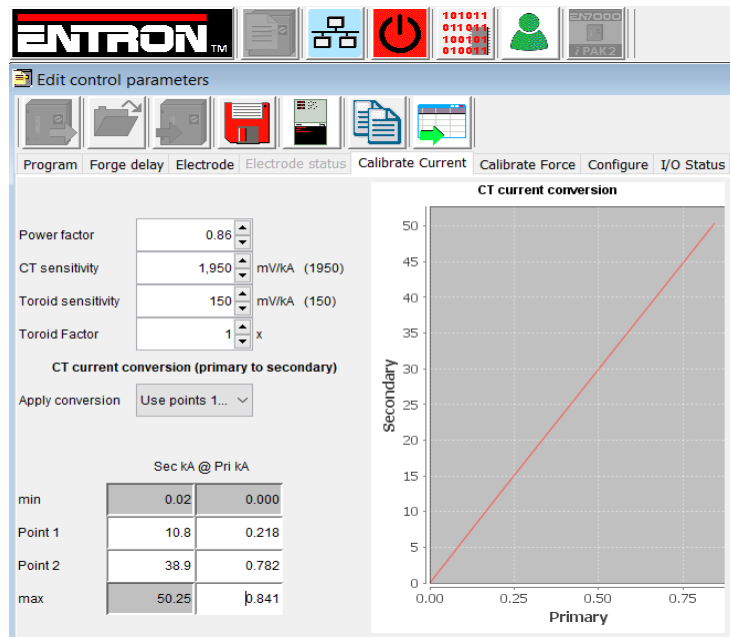 ENTRON TM
101011
011011
100101
010011
EN7000
iPAK2
Edit control parameters
Program Forge delay Electrode Electrode status Calibrate Current Calibrate Force Configure I/O Status
Power factor 0.86
CT sensitivity 1,950 mV/kA (1950)
Toroid sensitivity 150 mV/kA (150)
Toroid Factor 1 x
CT current conversion (primary to secondary)
Apply conversion Use points 1...
Sec kA @ Pri kA
min 0.02 0.000
Point 1 10.8 0.218
Point 2 38.9 0.782
max 50.25 0.841
CT current conversion
Secondary
50
45
40
35
30
25
20
15
10
5
0
0.00 0.25 0.50 0.75
Primary